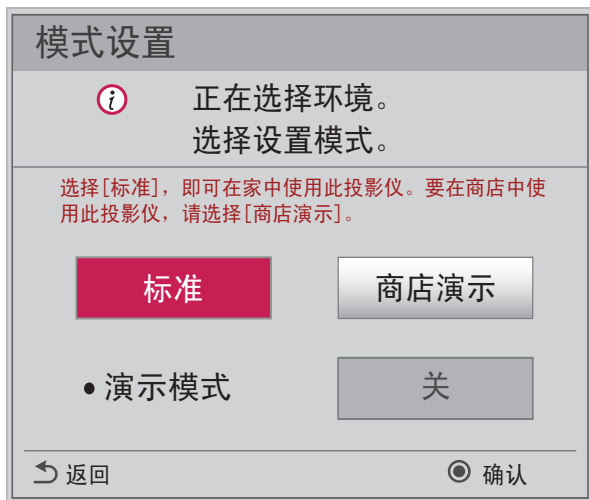 模式设置
正在选择环境。
选择设置模式。
选择[标准]，即可在家中使用此投影仪。要在商店中使
用此投影仪，请选择[商店演示]。
标准 商店演示
•演示模式 关
返回 确认